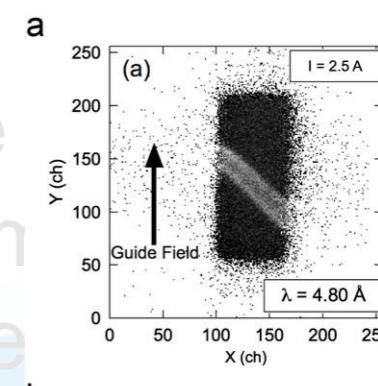 a
(a)
I = 2.5 A
250
200
150
100
50
0
Y (ch)
Guide Field
λ = 4.80 Å
0 50 100 150 200
X (ch)